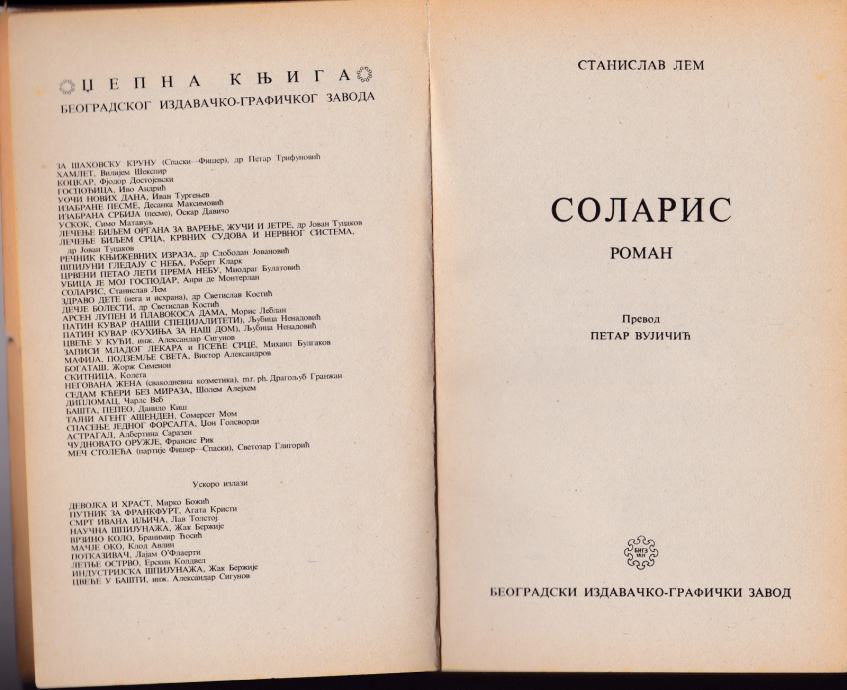 ЏЕПНА КЊИГА
БЕОГРАДСКОГ ИЗДАВАЧКО-ГРАФИЧКОГ ЗАВОДА
ЗА ШАХОВСКУ КРУНУ (Спаски—Фишер), др Петар Трифуновић
ХАМЛЕТ, Вилијем Шекспир
КОЦКАР, Фјодор Достојевски
ГОСПОЂИЦА, Иво Андрић
УОЧИ НОВИХ ДАНА, Иван Тургењев
ИЗАБРАНЕ ПЕСМЕ, Десанка Максимовић
ИЗАБРАНА СРБИЈА (песме), Оскар Давичо
УСКОК, Симо Матавуљ
ЛЕЧЕЊЕ БИЉЕМ ОРГАНА ЗА ВАРЕЊЕ, ЖУЧИ И ЈЕТРЕ, др Јован Туцаков
ЛЕЧЕЊЕ БИЉЕМ СРЦА, КРВНИХ СУДОВА И НЕРВНОГ СИСТЕМА,
др Јован Туцаков
РЕЧНИК КЊИЖЕВНИХ ИЗРАЗА, др Слободан Јовановић
ШПИЈУНИ ГЛЕДАЈУ С НЕБА, Роберт Кларк
ЦРВЕНИ ПЕТАО ЛЕТИ ПРЕМА НЕБУ, Миодраг Булатовић
УБИЦА ЈЕ МОЈ ГОСПОДАР, Анри де Монтерлан
СОЛАРИС, Станислав Лем
ЗДРАВО ДЕТЕ (нега и исхрана), др Светислав Костић
ДЕЧЈЕ БОЛЕСТИ, др Светислав Костић
АРСЕН ЛУПЕН И ПЛАВОКОСА ДАМА, Морис Леблан
ПАТИН КУВАР (НАШИ СПЕЦИЈАЛИТЕТИ), Љубица Ненадовић
ПАТИН КУВАР (КУХИЊА ЗА НАШ ДОМ), Љубица Ненадовић
ЦВЕЋЕ У КУЋИ, инж. Александар Сигунов
ЗАПИСИ МЛАДОГ ЛЕКАРА и ПСЕЋЕ СРЦЕ, Михаил Булгаков
МАФИЈА, ПОДЗЕМЉЕ СВЕТА, Виктор Александров
БОГАТАШ, Жорж Сименон
СКИТНИЦА, Колета
НЕГОВАНА ЖЕНА (свакодневна козметика), mr. ph. Драгољуб Гранжан
СЕДАМ КЋЕРИ БЕЗ МИРАЗА, Шолем Алејхем
ДИПЛОМАЦ, Чарлс Веб
БАШТА, ПЕПЕО, Данило Киш
ТАЈНИ АГЕНТ АШЕНДЕН, Сомерсет Мом
СПАСЕЊЕ ЈЕДНОГ ФОРСАЈТА, Џон Голсворди
АСТРАГАЛ, Албертина Саразен
ЧУДНОВАТО ОРУЖЈЕ, Френсис Рик
МЕЧ СТОЛЕЋА (партије Фишер—Спаски), Светозар Глигорић
Ускоро излази
ДЕВОЈКА И ХРАСТ, Мирко Божић
ПУТНИК ЗА ФРАНКФУРТ, Агата Кристи
СМРТ ИВАНА ИЉИЧА, Лав Толстој
НАУЧНА ШПИЈУНАЖА, Жак Бержије
ВРЗИНО КОЛО, Бранимир Ћосић
МАЧЈЕ ОКО, Клод Авлин
ПОТКАЗИВАЧ, Лајам О'Флаерти
ЛЕТЊЕ ОСТРВО, Ерскин Колдвел
ИНДУСТРИЈСКА ШПИЈУНАЖА, Жак Бержије
ЦВЕЋЕ У БАШТИ, инж. Александар Сигунов
СТАНИСЛАВ ЛЕМ
СОЛАРИС
РОМАН
Превод
ПЕТАР ВУЈИЧИЋ
БИГЗ
БЕОГРАДСКИ ИЗДАВАЧКО-ГРАФИЧКИ ЗАВОД